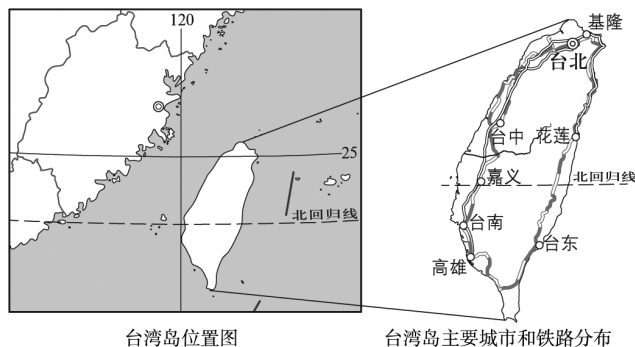 120
25
北回归线
台湾岛位置图
基隆
台北
台中
花莲
嘉义
北回归线
台南
台东
高雄
台湾岛主要城市和铁路分布